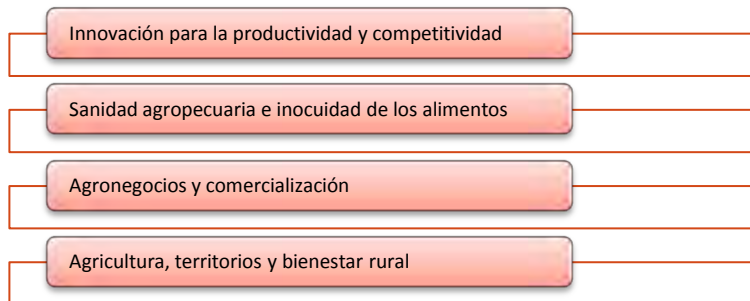 Innovación para la productividad y competitividad
Sanidad agropecuaria e inocuidad de los alimentos
Agronegocios y comercialización
Agricultura, territorios y bienestar rural